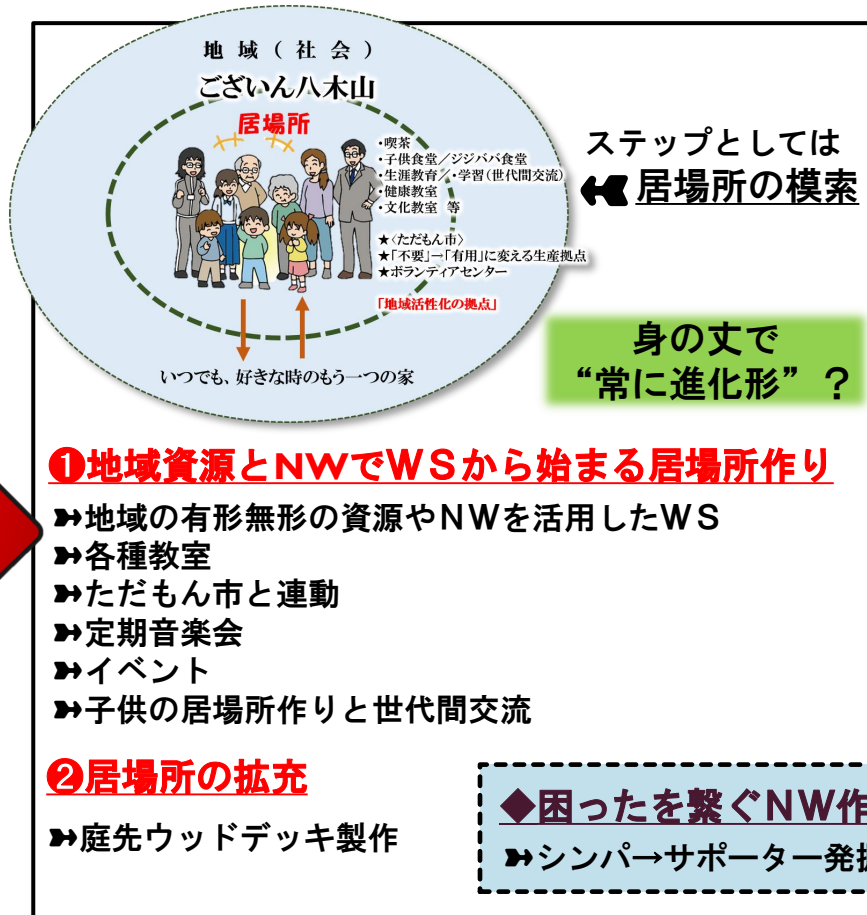 地 域 （ 社 会 ）
ございん八木山
居場所
・喫茶
・子供食堂／ジジババ食堂
・生涯教育／・学習（世代間交流）
・健康教室
・文化教室 等
★〈ただもん市〉
★「不要」→「有用」に変える生産拠点
★ボランティアセンター
「地域活性化の拠点」
いつでも、好きな時のもう一つの家
ステップとしては
居場所の模索
身の丈で
“常に進化形”？
❶地域資源とNWでＷＳから始まる居場所作り
➽地域の有形無形の資源やＮＷを活用したＷＳ
➽各種教室
➽ただもん市と連動
➽定期音楽会
➽イベント
➽子供の居場所作りと世代間交流
❷居場所の拡充
➽庭先ウッドデッキ製作
◆困ったを繋ぐＮＷ作
➽シンパ→サポーター発